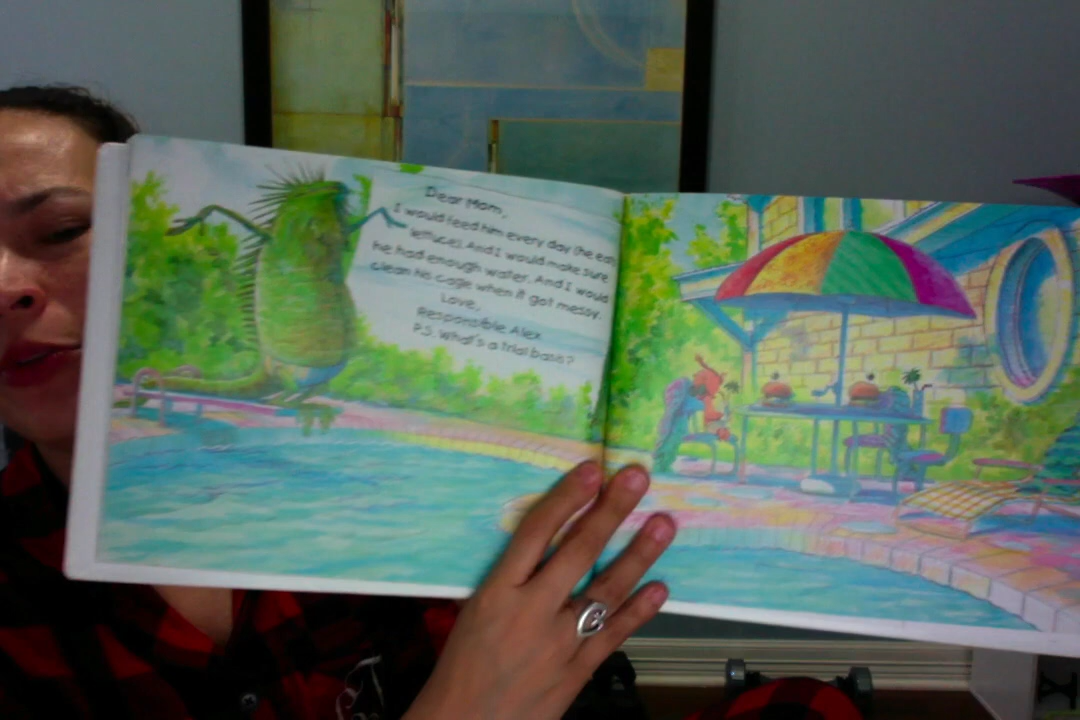 Dear Mom,
I would feed him every day (he eats
lettuce). And I would make sure
he had enough water. And I would
clean his cage when it got messy.
Love,
Responsible Alex
P.S. What's a trial basis?